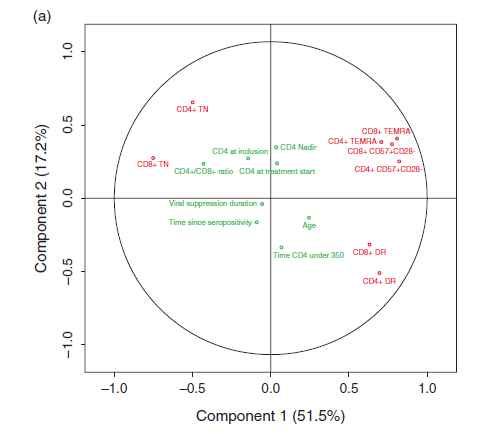 (a)
Component 2 (17.2%)
1.0
0.5
0.0
−0.5
−1.0
CD4+ TN
CD8+ TEMRA
CD4+ TEMRA
CD8+ CD57+CD28-
CD4 at inclusion
CD4 Nadir
CD8+ TN
CD4+/CD8+ ratio
CD4 at treatment start
CD4+ CD57+CD28-
Viral suppression duration
Time since seropositivity
Age
Time CD4 under 350
CD8+ DR
CD4+ DR
−1.0
−0.5
0.0
0.5
1.0
Component 1 (51.5%)